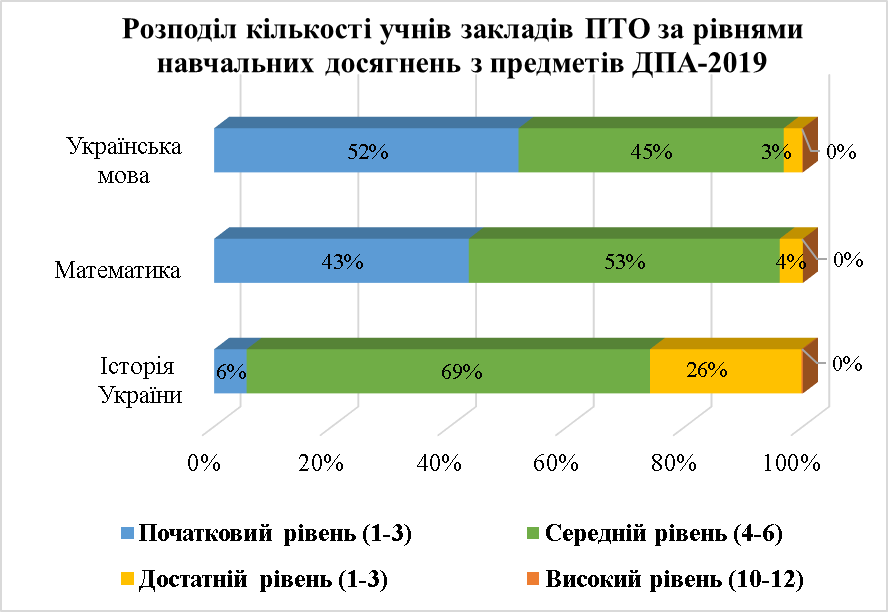 Розподіл кількості учнів закладів ПТО за рівнями
навчальних досягнень з предметів ДПА-2019
Українська
мова
52%
45%
3%
0%
Математика
43%
53%
4%
0%
Історія
України
6%
69%
26%
0%
0%
20%
40%
60%
80%
100%
Початковий рівень (1-3)
Середній рівень (4-6)
Достатній рівень (1-3)
Високий рівень (10-12)